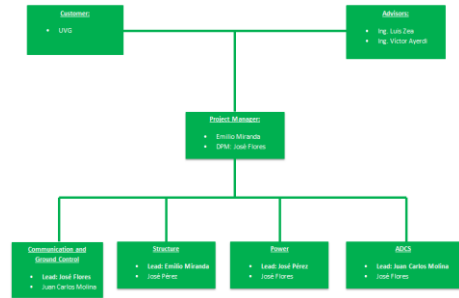 Customer:
• UVG
Advisors:
• Ing. Luis Zea
• Ing. Víctor Ayerdi
Project Manager:
• Emilio Miranda
• DPM: José Flores
Communication and
Ground Control
• Lead: José Flores
• Juan Carlos Molina
Structure
• Lead: Emilio Miranda
• José Pérez
Power
• Lead: José Pérez
• José Flores
ADCS
• Lead: Juan Carlos Molina
• José Flores